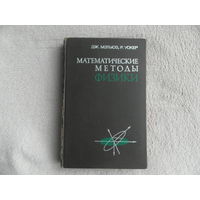 ДЖ. МЭТЬЮЗ, Р. УОКЕР
МАТЕМАТИЧЕСКИЕ
МЕТОДЫ
ФИЗИКИ